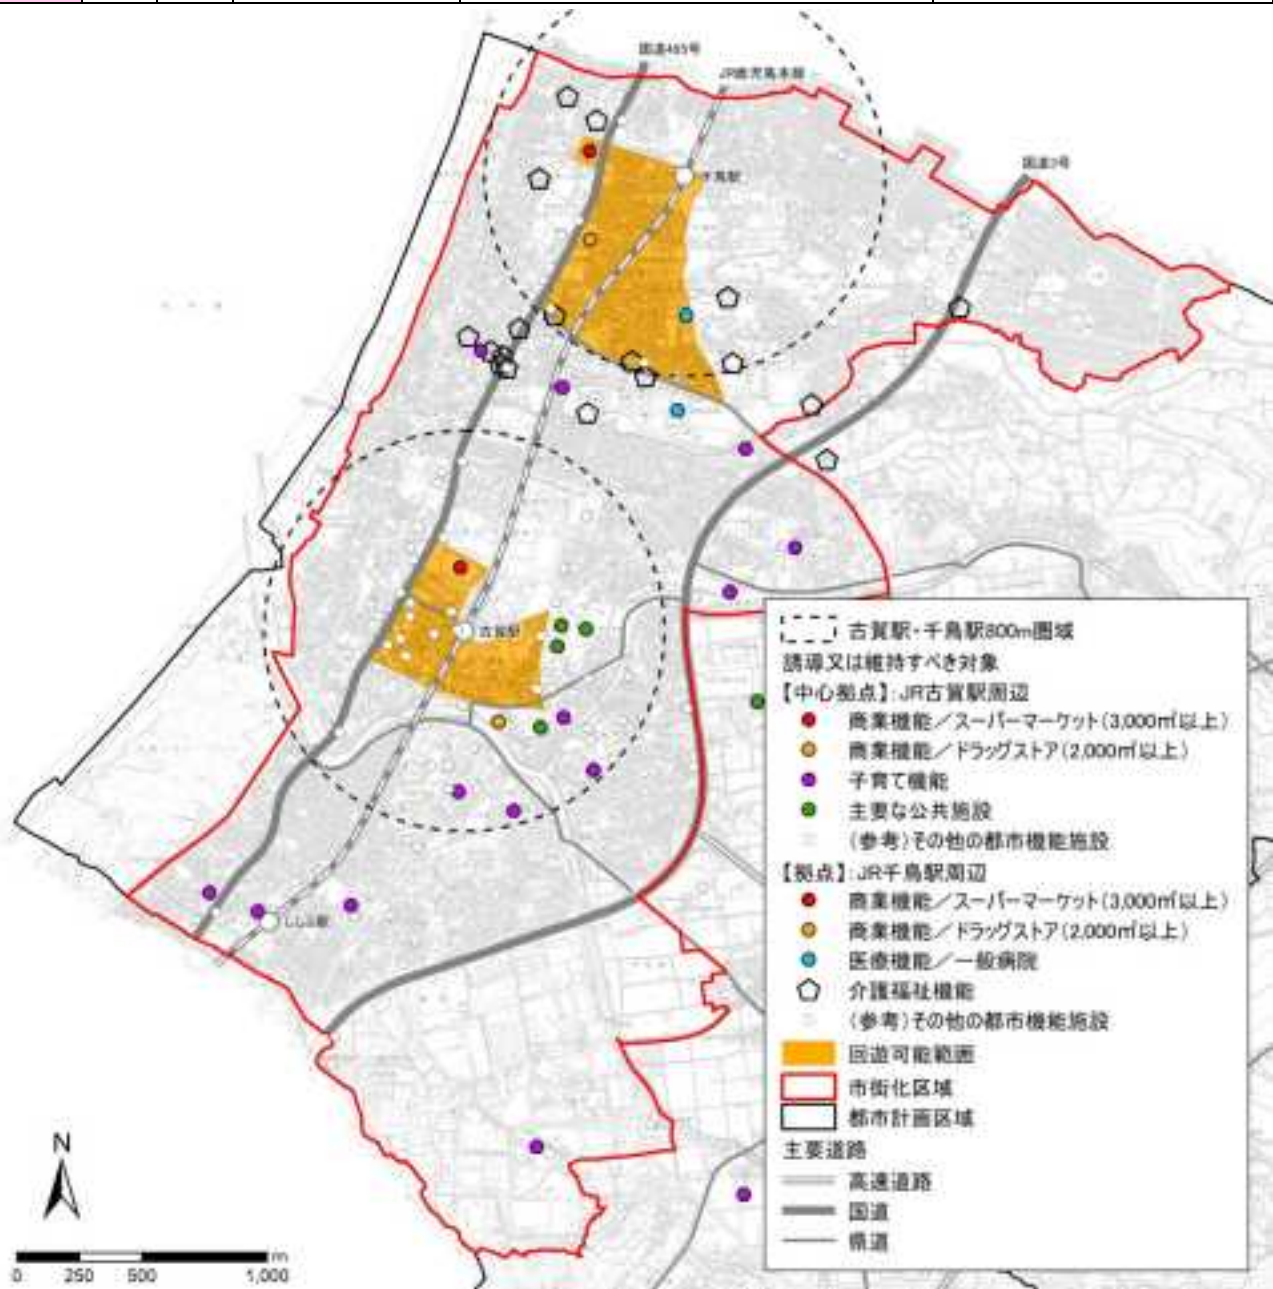 国道495号
JR鹿児島本線
国道3号
千鳥駅
古賀駅
ししぶ駅
古賀駅・千鳥駅800m圏域
誘導又は維持すべき対象
【中心拠点】:JR古賀駅周辺
商業機能/スーパーマーケット(3,000㎡以上)
商業機能/ドラッグストア(2,000㎡以上)
子育て機能
主要な公共施設
(参考)その他の都市機能施設
【拠点】:JR千鳥駅周辺
商業機能/スーパーマーケット(3,000㎡以上)
商業機能/ドラッグストア(2,000㎡以上)
医療機能/一般病院
介護福祉機能
(参考)その他の都市機能施設
回遊可能範囲
市街化区域
都市計画区域
主要道路
高速道路
国道
県道
N
m
0 250 500 1,000